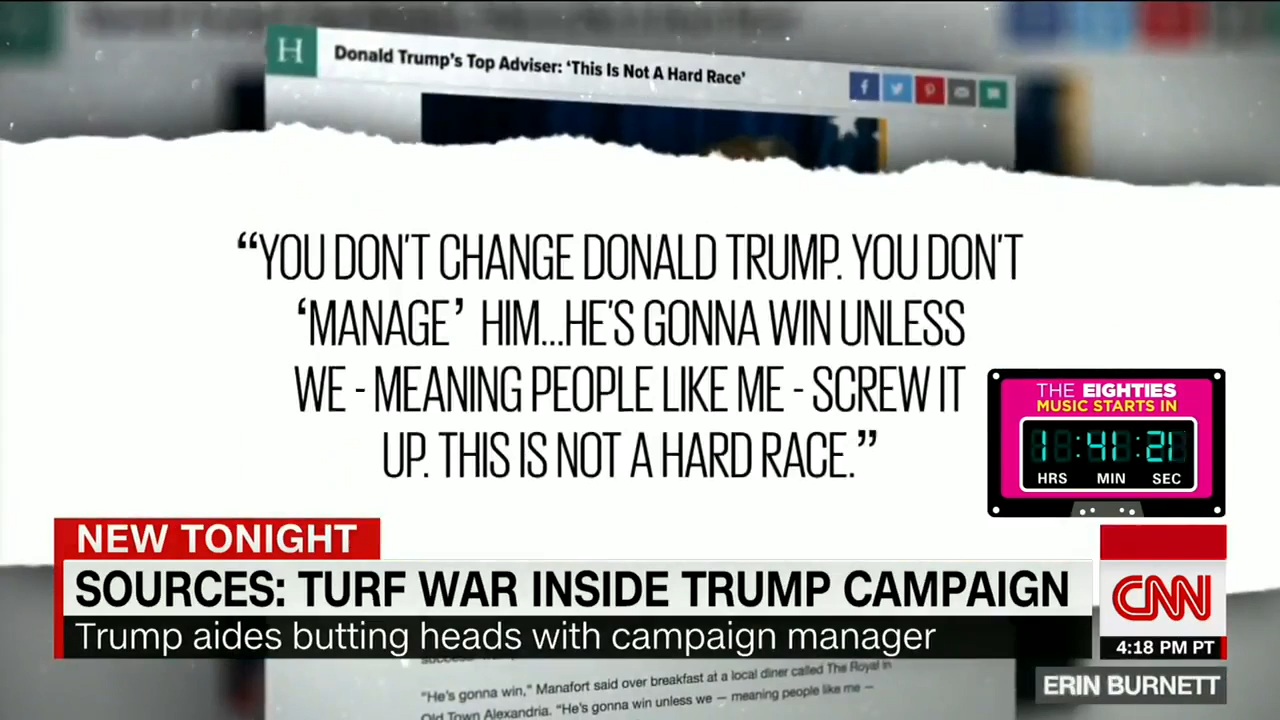 H
Donald Trump's Top Adviser: 'This Is Not A Hard Race'
“YOU DON'T CHANGE DONALD TRUMP. YOU DON'T
‘MANAGE’ HIM...HE'S GONNA WIN UNLESS
WE - MEANING PEOPLE LIKE ME - SCREW IT
UP. THIS IS NOT A HARD RACE.”
THE EIGHTIES
MUSIC STARTS IN
1:41:21
HRS MIN SEC
NEW TONIGHT
SOURCES: TURF WAR INSIDE TRUMP CAMPAIGN
Trump aides butting heads with campaign manager
CNN
4:18 PM PT
ERIN BURNETT
“He's gonna win,” Manafort said over breakfast at a local diner called The Royal in
Old Town Alexandria. “He's gonna win unless we — meaning people like me —